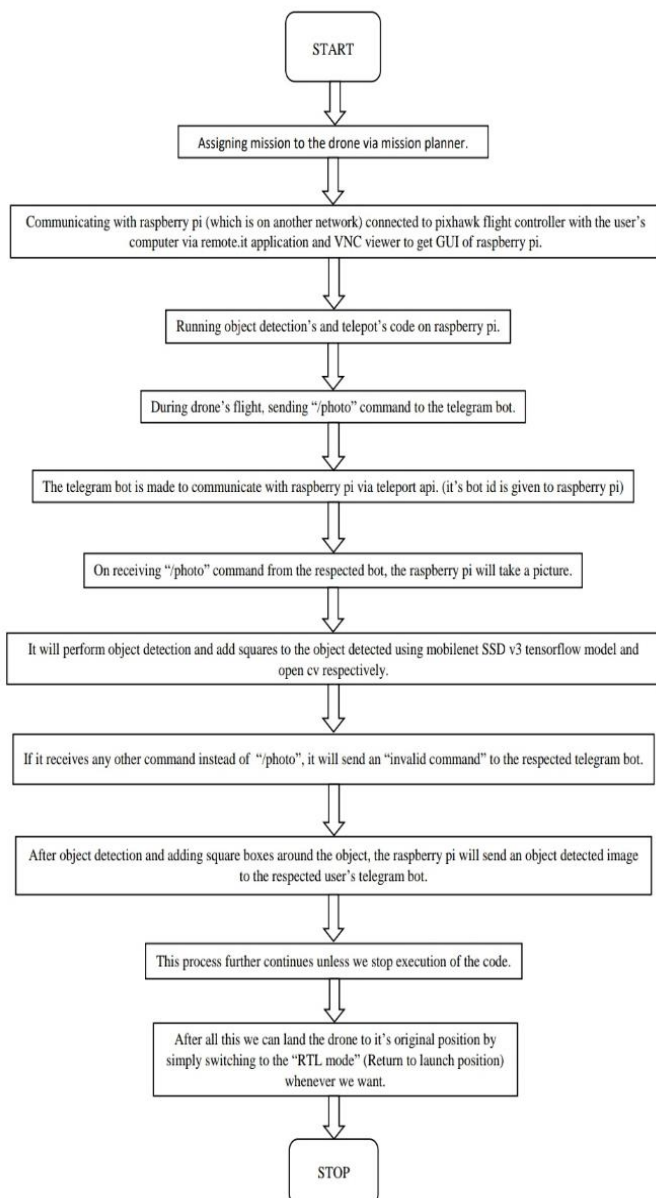 START
Assigning mission to the drone via mission planner.
Communicating with raspberry pi (which is on another network) connected to pixhawk flight controller with the user's
computer via remote.it application and VNC viewer to get GUI of raspberry pi.
Running object detection's and telepot's code on raspberry pi.
During drone's flight, sending “/photo” command to the telegram bot.
The telegram bot is made to communicate with raspberry pi via teleport api. (it's bot id is given to raspberry pi)
On receiving “/photo” command from the respected bot, the raspberry pi will take a picture.
It will perform object detection and add squares to the object detected using mobilenet SSD v3 tensorflow model and
open cv respectively.
If it receives any other command instead of “/photo”, it will send an “invalid command” to the respected telegram bot.
After object detection and adding square boxes around the object, the raspberry pi will send an object detected image
to the respected user's telegram bot.
This process further continues unless we stop execution of the code.
After all this we can land the drone to it's original position by
simply switching to the “RTL mode” (Return to launch position)
whenever we want.
STOP